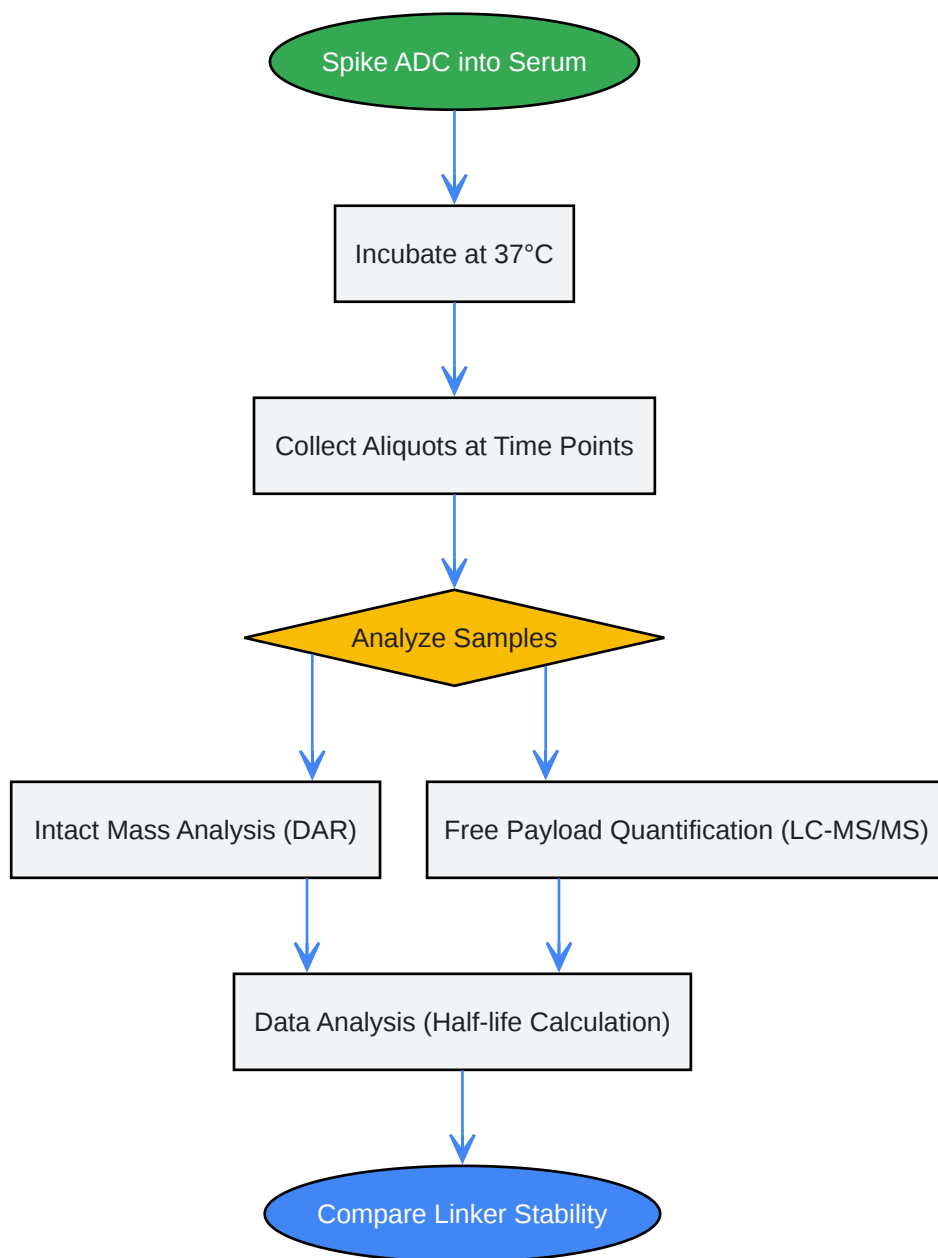 Spike ADC into Serum
Incubate at 37°C
Collect Aliquots at Time Points
Analyze Samples
Intact Mass Analysis (DAR)
Free Payload Quantification (LC-MS/MS)
Data Analysis (Half-life Calculation)
Compare Linker Stability